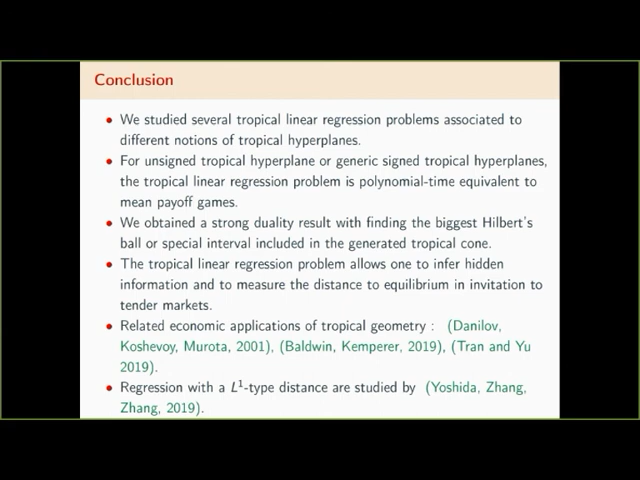 Conclusion
• We studied several tropical linear regression problems associated to
different notions of tropical hyperplanes.
• For unsigned tropical hyperplane or generic signed tropical hyperplanes,
the tropical linear regression problem is polynomial-time equivalent to
mean payoff games.
• We obtained a strong duality result with finding the biggest Hilbert's
ball or special interval included in the generated tropical cone.
• The tropical linear regression problem allows one to infer hidden
information and to measure the distance to equilibrium in invitation to
tender markets.
• Related economic applications of tropical geometry : (Danilov,
Koshevoy, Murota, 2001), (Baldwin, Kemperer, 2019), (Tran and Yu
2019).
• Regression with a L¹-type distance are studied by (Yoshida, Zhang,
Zhang, 2019).